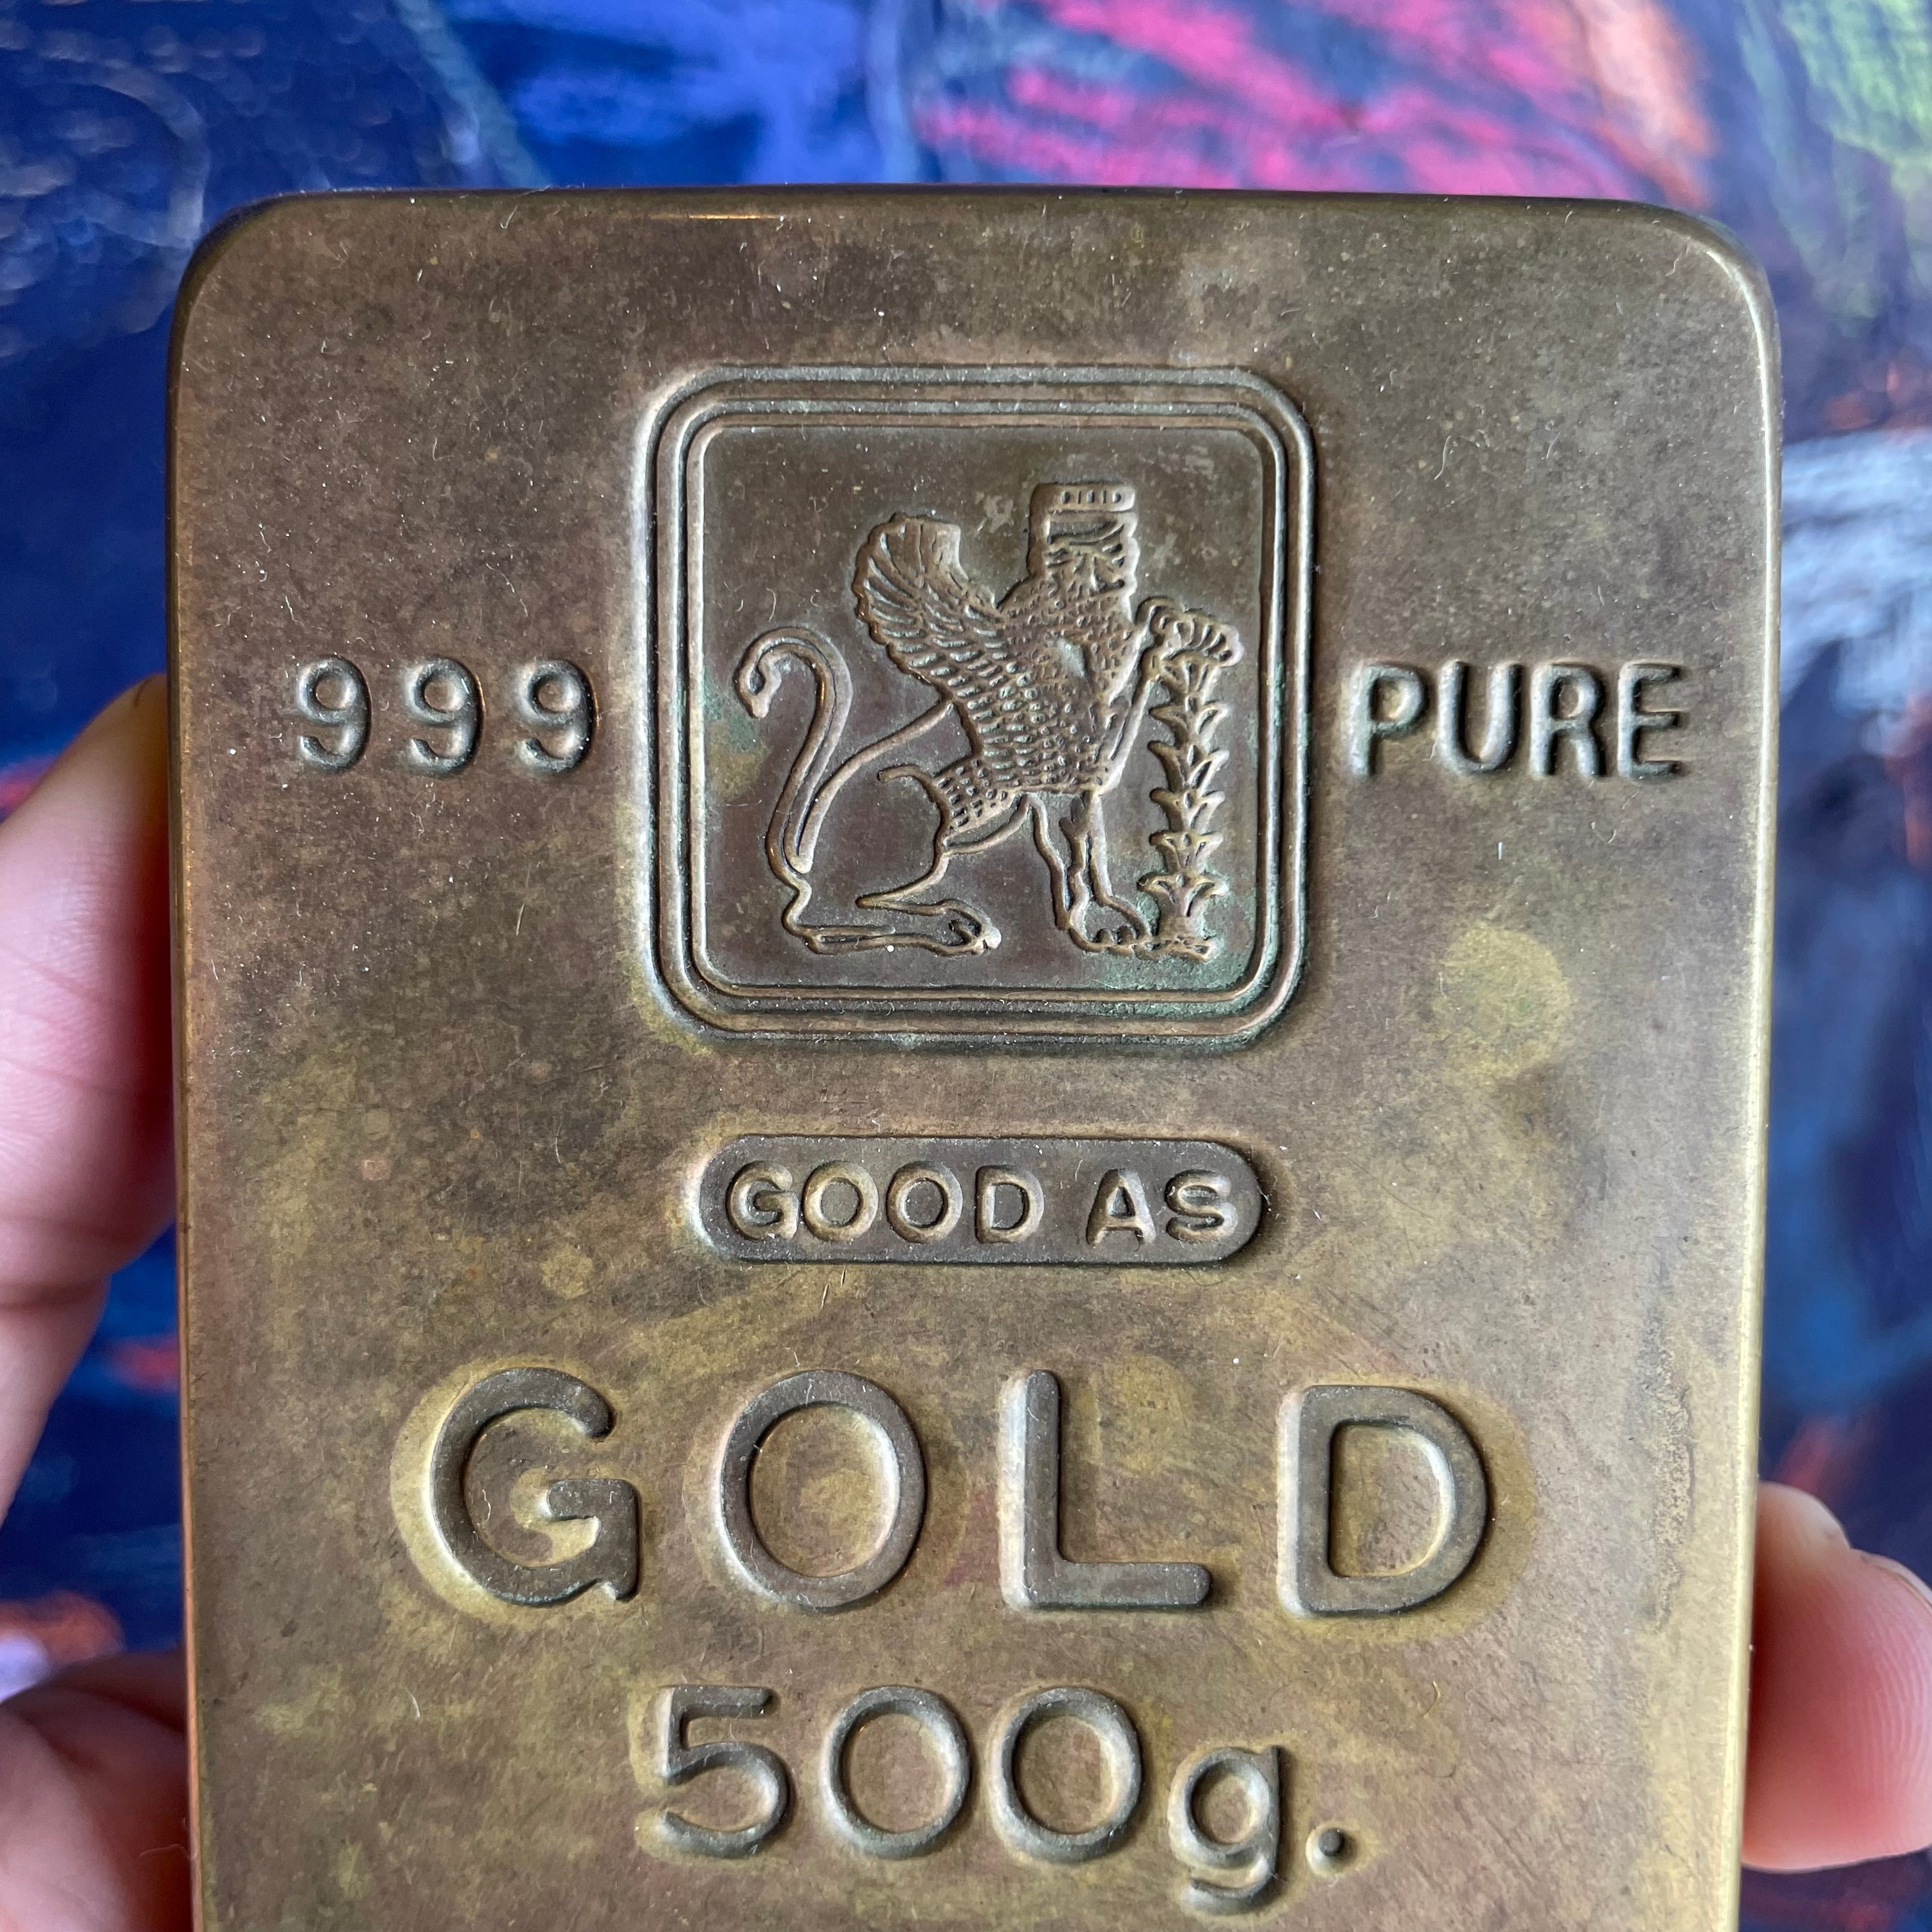 999 PURE
GOOD AS
GOLD
500g.